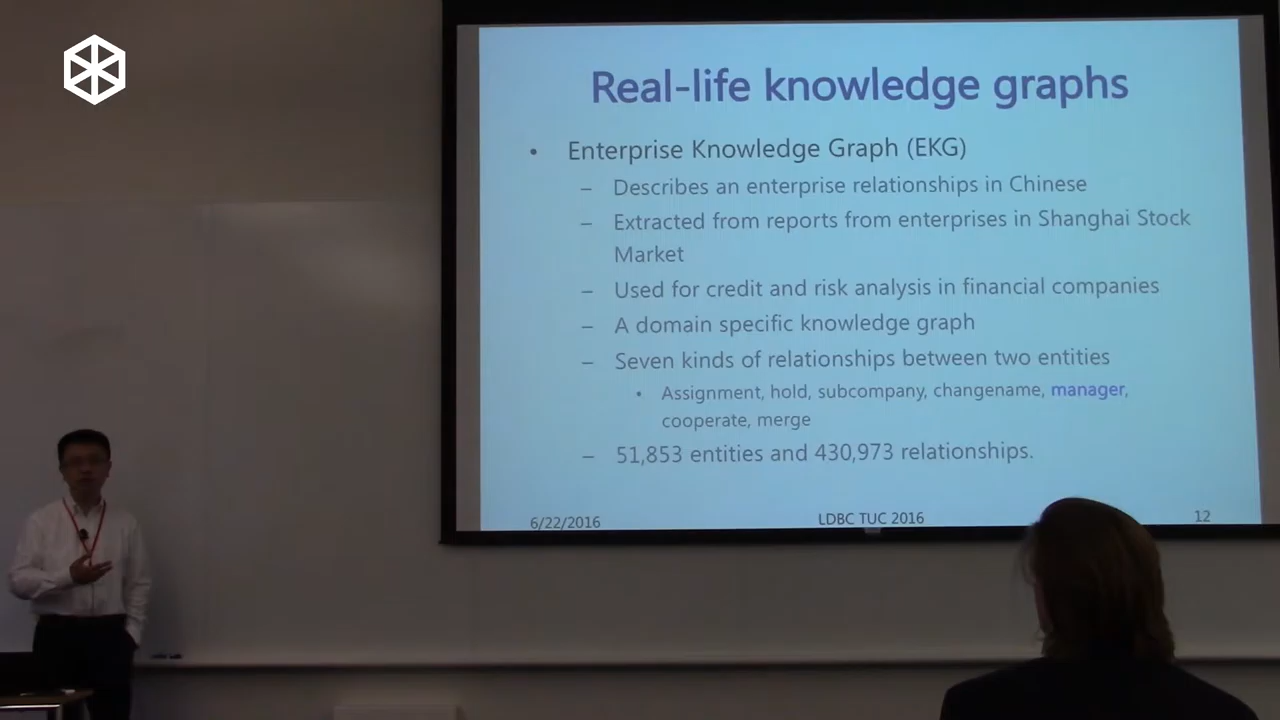 Real-life knowledge graphs
• Enterprise Knowledge Graph (EKG)
– Describes an enterprise relationships in Chinese
– Extracted from reports from enterprises in Shanghai Stock
Market
– Used for credit and risk analysis in financial companies
– A domain specific knowledge graph
– Seven kinds of relationships between two entities
• Assignment, hold, subcompany, changename, manager,
cooperate, merge
– 51,853 entities and 430,973 relationships.
6/22/2016 LDBC TUC 2016 12